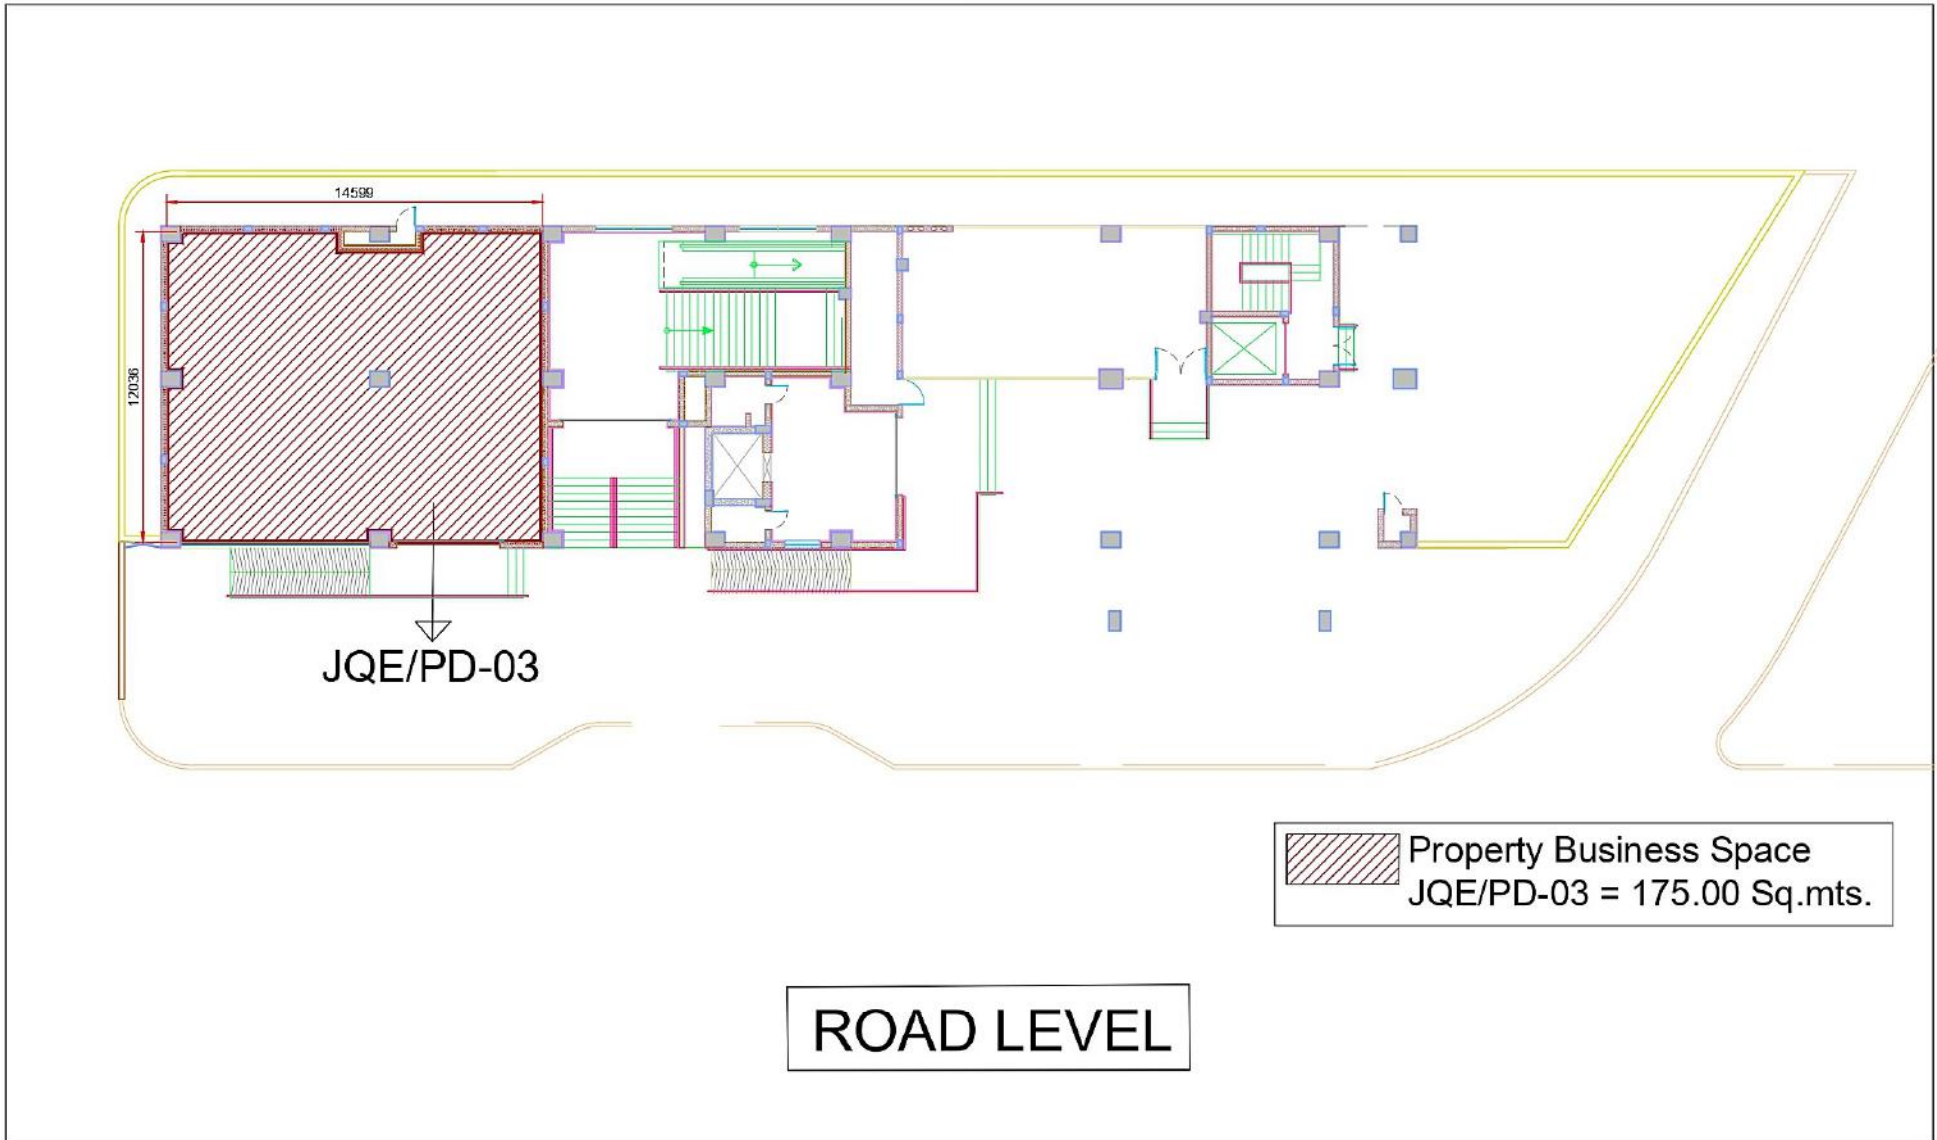 14599
12036
JQE/PD-03
Property Business Space
JQE/PD-03 = 175.00 Sq.mts.
ROAD LEVEL